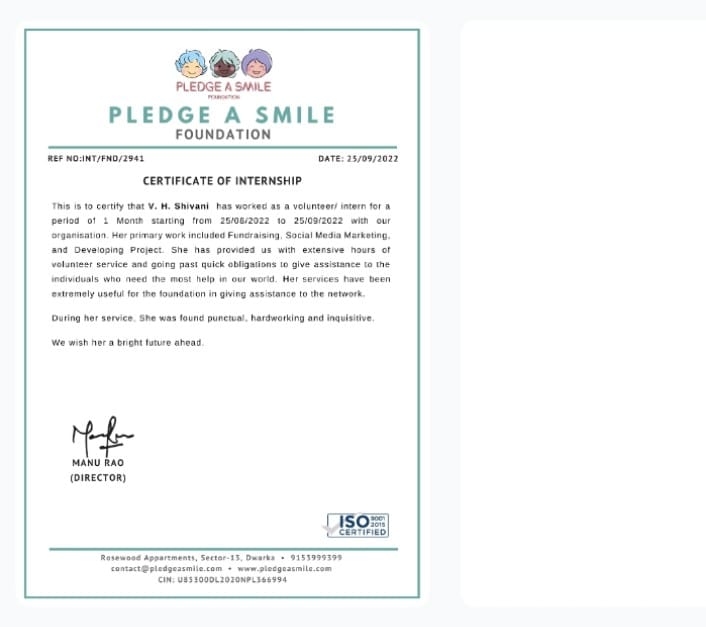 PLEDGE A SMILE
FOUNDATION
PLEDGE A SMILE
FOUNDATION
REF NO:INT/FND/2941
DATE: 25/09/2022
CERTIFICATE OF INTERNSHIP
This is to certify that V. H. Shivani has worked as a volunteer/ intern for a
period of 1 Month starting from 25/08/2022 to 25/09/2022 with our
organisation. Her primary work included Fundraising, Social Media Marketing,
and Developing Project. She has provided us with extensive hours of
volunteer service and going past quick obligations to give assistance to the
individuals who need the most help in our world. Her services have been
extremely useful for the foundation in giving assistance to the network.
During her service, She was found punctual, hardworking and inquisitive.
We wish her a bright future ahead.
MANU RAO
(DIRECTOR)
ISO 9001
2015
CERTIFIED
Rosewood Appartments, Sector-13, Dwarka • 9153999399
contact@pledgeasmile.com • www.pledgeasmile.com
CIN: U85300DL2020NPL366994